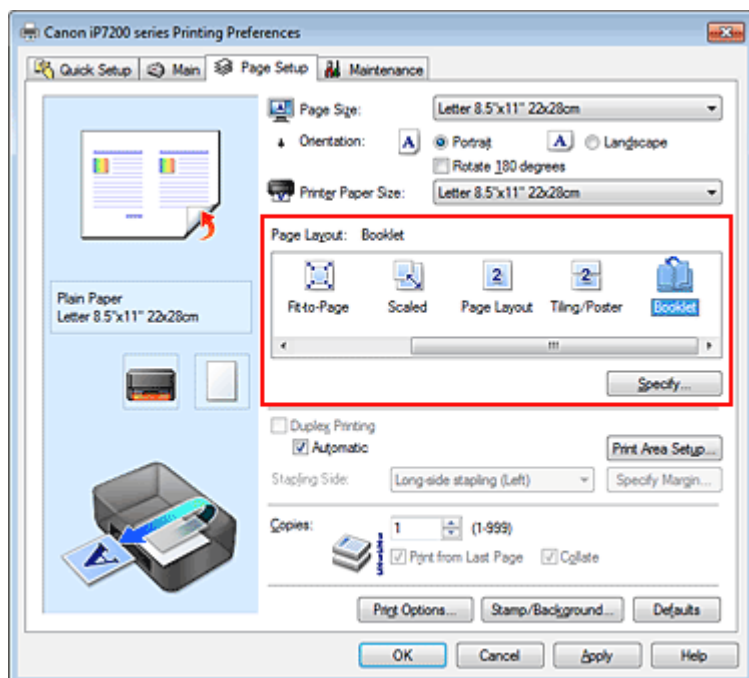 Canon iP7200 series Printing Preferences
Quick Setup Main Page Setup Maintenance
Page Size: Letter 8.5"x11" 22x28cm
Orientation: A Portrait A Landscape
Rotate 180 degrees
Printer Paper Size: Letter 8.5"x11" 22x28cm
Page Layout: Booklet
2 2
Fit-to-Page Scaled Page Layout Tiling/Poster Booklet
Specify...
Plain Paper
Letter 8.5"x11" 22x28cm
Duplex Printing
Automatic Print Area Setup...
Stapling Side: Long-side stapling (Left) Specify Margin...
Copies: 1 (1-999)
Print from Last Page Collate
A
Print Options... Stamp/Background... Defaults
OK Cancel Apply Help